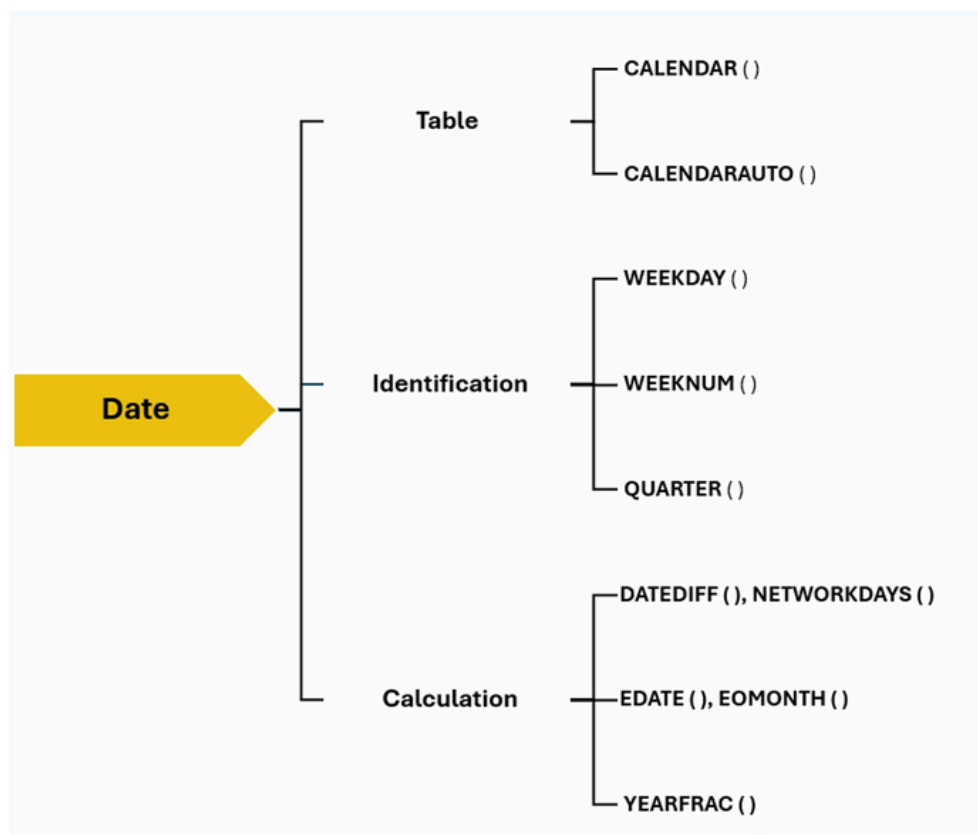 Date
Table
CALENDAR ( )
CALENDARAUTO ( )
Identification
WEEKDAY ( )
WEEKNUM ( )
QUARTER ( )
Calculation
DATEDIFF ( ), NETWORKDAYS ( )
EDATE ( ), EOMONTH ( )
YEARFRAC ( )